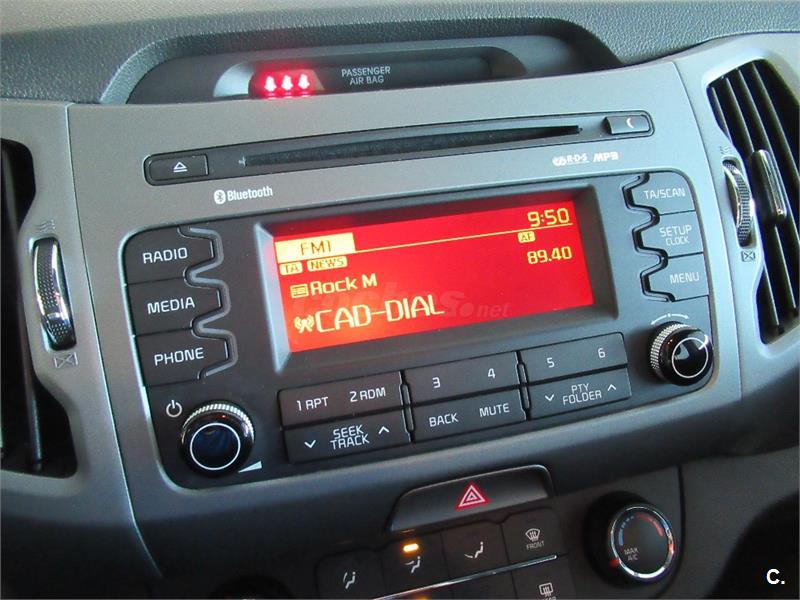 PASSENGER
AIR BAG
R·D·S MP3
Bluetooth
TA/SCAN
RADIO
FM1
9:50
SETUP
CLOCK
TA NEWS
AF
89.40
MEDIA
Rock M
MENU
CAD-DIAL
PHONE
.net
1 RPT 2 RDM 3 4 5 6
SEEK
TRACK
BACK MUTE
PTY
FOLDER
FRONT
MAX
A/C
C.